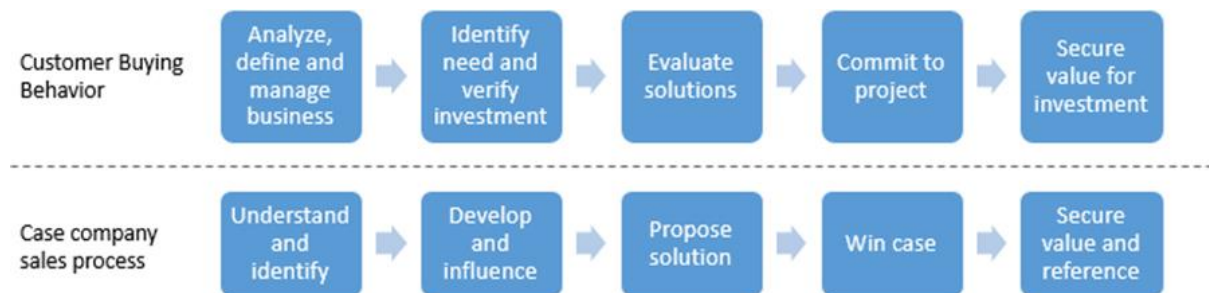 Customer Buying
Behavior
Analyze,
define and
manage
business
Identify
need and
verify
investment
Evaluate
solutions
Commit to
project
Secure
value for
investment
Case company
sales process
Understand
and
identify
Develop
and
influence
Propose
solution
Win case
Secure
value and
reference